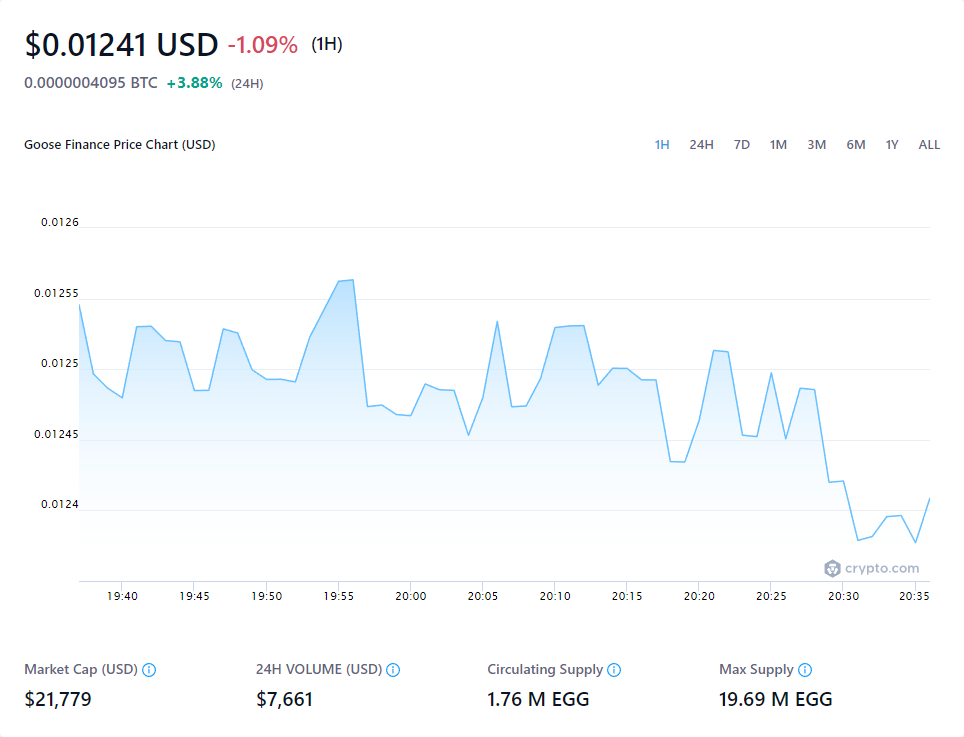 $0.01241 USD -1.09% (1H)
0.0000004095 BTC +3.88% (24H)
Goose Finance Price Chart (USD) 1H 24H 7D 1M 3M 6M 1Y ALL
0.0126
0.01255
0.0125
0.01245
0.0124
crypto.com
19:40 19:45 19:50 19:55 20:00 20:05 20:10 20:15 20:20 20:25 20:30 20:35
Market Cap (USD) 24H VOLUME (USD) Circulating Supply Max Supply
$21,779 $7,661 1.76 M EGG 19.69 M EGG